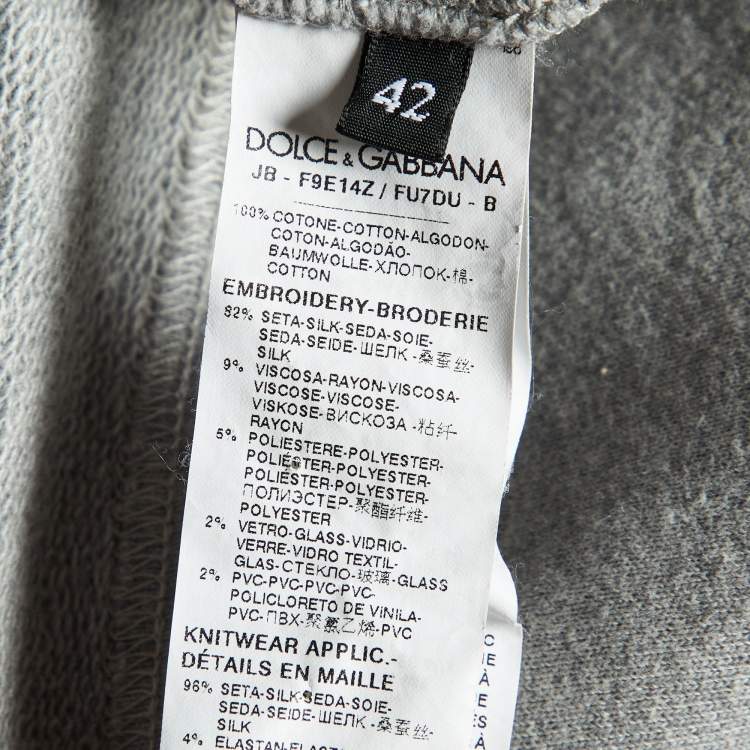 42
DOLCE & GABBANA
JB - F9E14Z / FU7DU - B
100% COTONE-COTTON-ALGODON-
COTON-ALGODÃO-
BAUMWOLLE-ХЛОПОК-棉-
COTTON
EMBROIDERY-BRODERIE
82% SETA-SILK-SEDA-SOIE-
SEDA-SEIDE-ШЕЛК-桑蚕丝-
SILK
9% VISCOSA-RAYON-VISCOSA-
VISCOSE-VISCOSE-
VISKOSE-ВИСКОЗА-粘纤-
RAYON
5% POLIESTERE-POLYESTER-
POLIÉSTER-POLYESTER-
POLIÉSTER-POLYESTER-
ПОЛИЭСТЕР-聚酯纤维-
POLYESTER
2% VETRO-GLASS-VIDRIO-
VERRE-VIDRO TEXTIL-
GLAS-СТЕКЛО-玻璃-GLASS
2% PVC-PVC-PVC-PVC-
POLICLORETO DE VINILA-
PVC-ПВХ-聚氯乙烯-PVC
KNITWEAR APPLIC.-
DÉTAILS EN MAILLE
96% SETA-SILK-SEDA-SOIE-
SEDA-SEIDE-ШЕЛК-桑蚕丝-
SILK
4% ELASTAN-ELAST